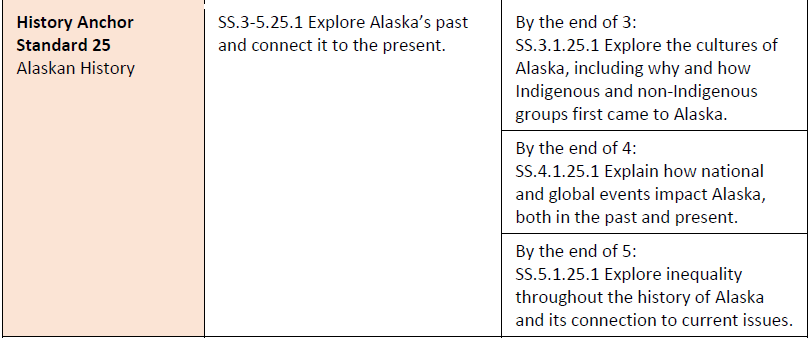 History Anchor
Standard 25
Alaskan History
SS.3-5.25.1 Explore Alaska’s past
and connect it to the present.
By the end of 3:
SS.3.1.25.1 Explore the cultures of
Alaska, including why and how
Indigenous and non-Indigenous
groups first came to Alaska.
By the end of 4:
SS.4.1.25.1 Explain how national
and global events impact Alaska,
both in the past and present.
By the end of 5:
SS.5.1.25.1 Explore inequality
throughout the history of Alaska
and its connection to current issues.